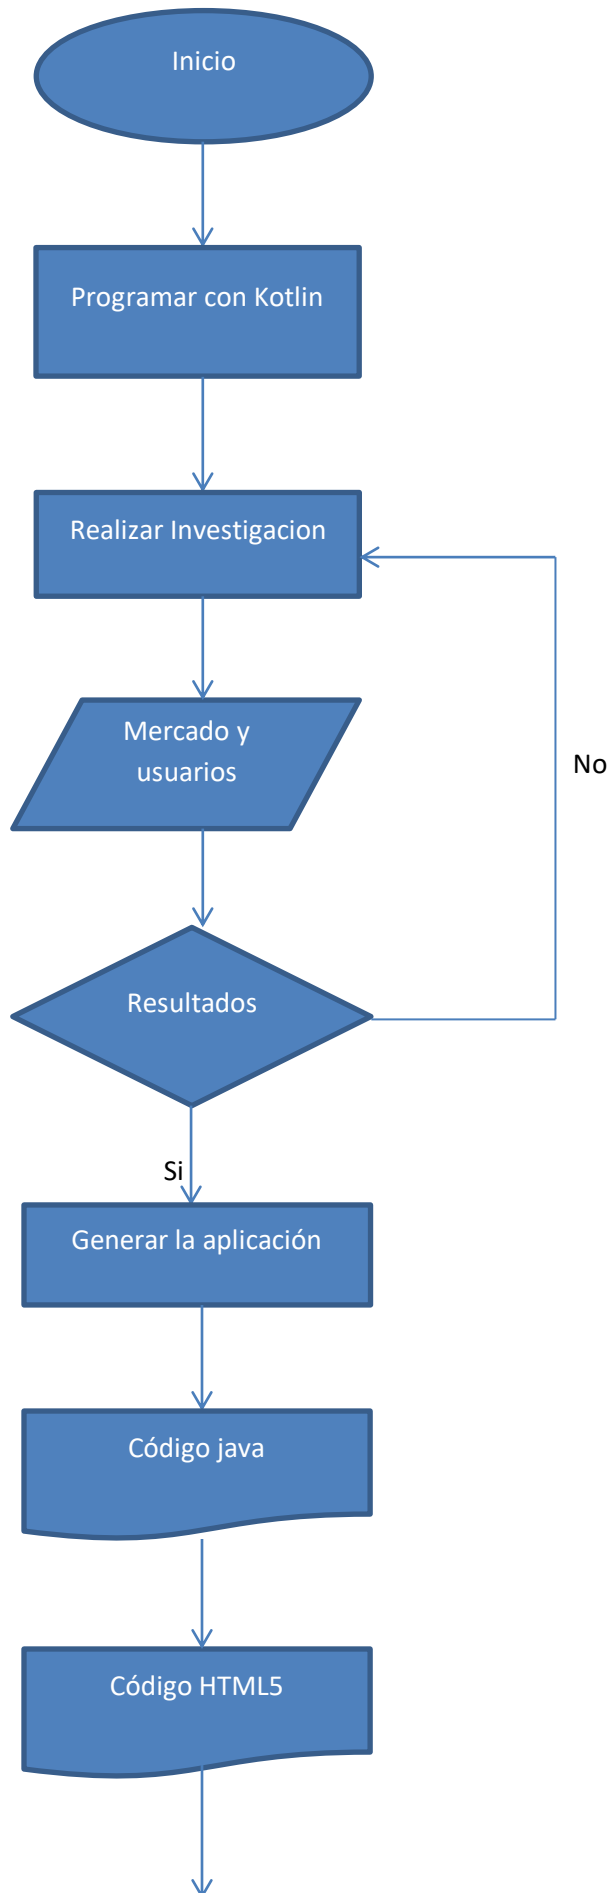 Inicio
Programar con Kotlin
Realizar Investigacion
Mercado y
usuarios
No
Resultados
Si
Generar la aplicación
Código java
Código HTML5